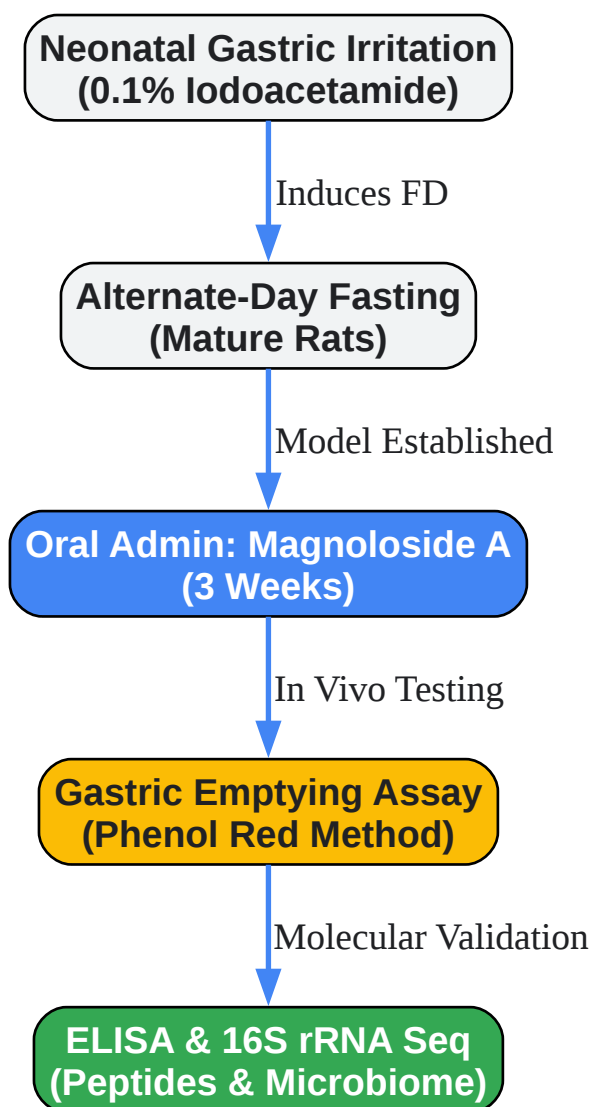 Neonatal Gastric Irritation
(0.1% Iodoacetamide)
Induces FD
Alternate-Day Fasting
(Mature Rats)
Model Established
Oral Admin: Magnoloside A
(3 Weeks)
In Vivo Testing
Gastric Emptying Assay
(Phenol Red Method)
Molecular Validation
ELISA & 16S rRNA Seq
(Peptides & Microbiome)